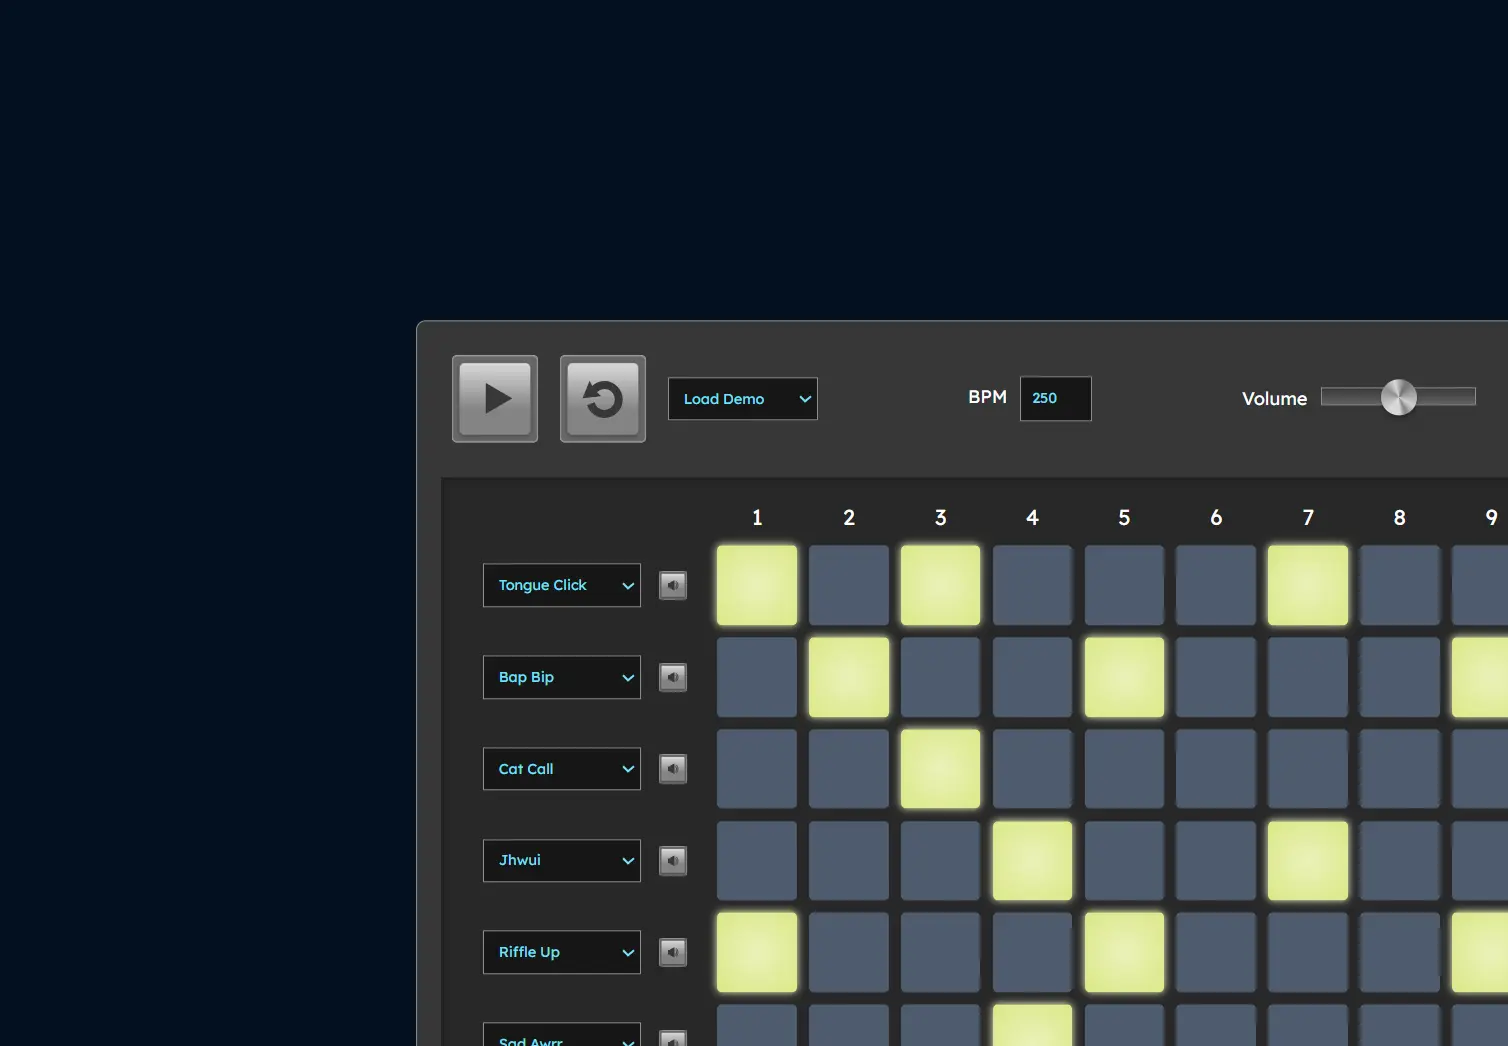 Load Demo BPM 250 Volume
1 2 3 4 5 6 7 8 9
Tongue Click
Bap Bip
Cat Call
Jhwui
Riffle Up
Sad Awrr